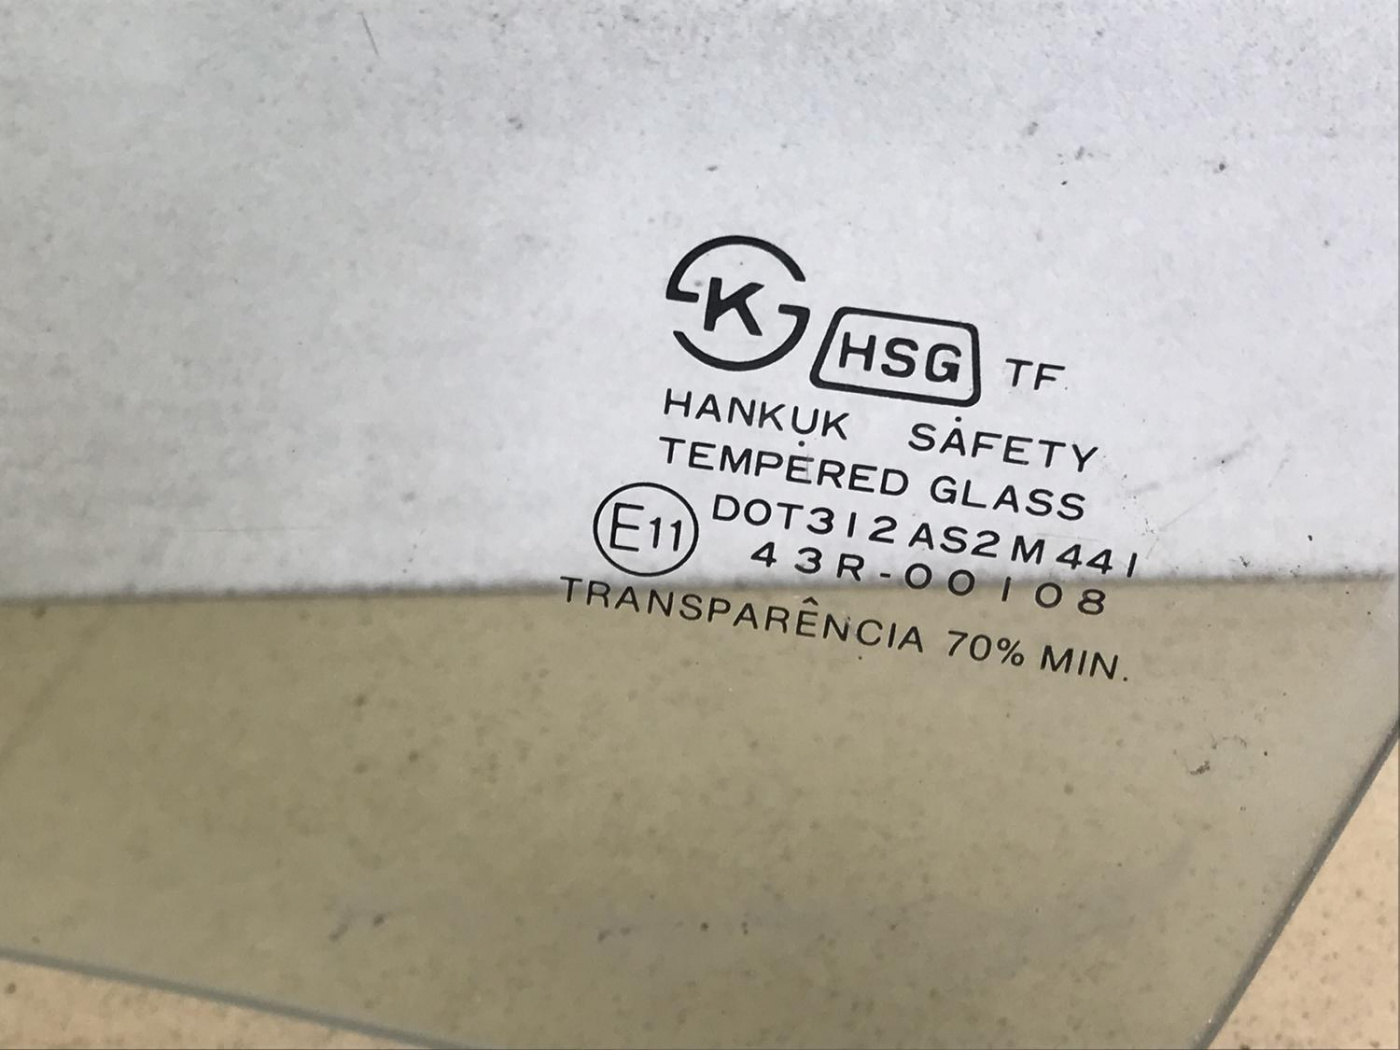 K HSG TF
HANKUK SAFETY
TEMPERED GLASS
E11 DOT312 AS2 M441
43R-00108
TRANSPARÊNCIA 70% MIN.